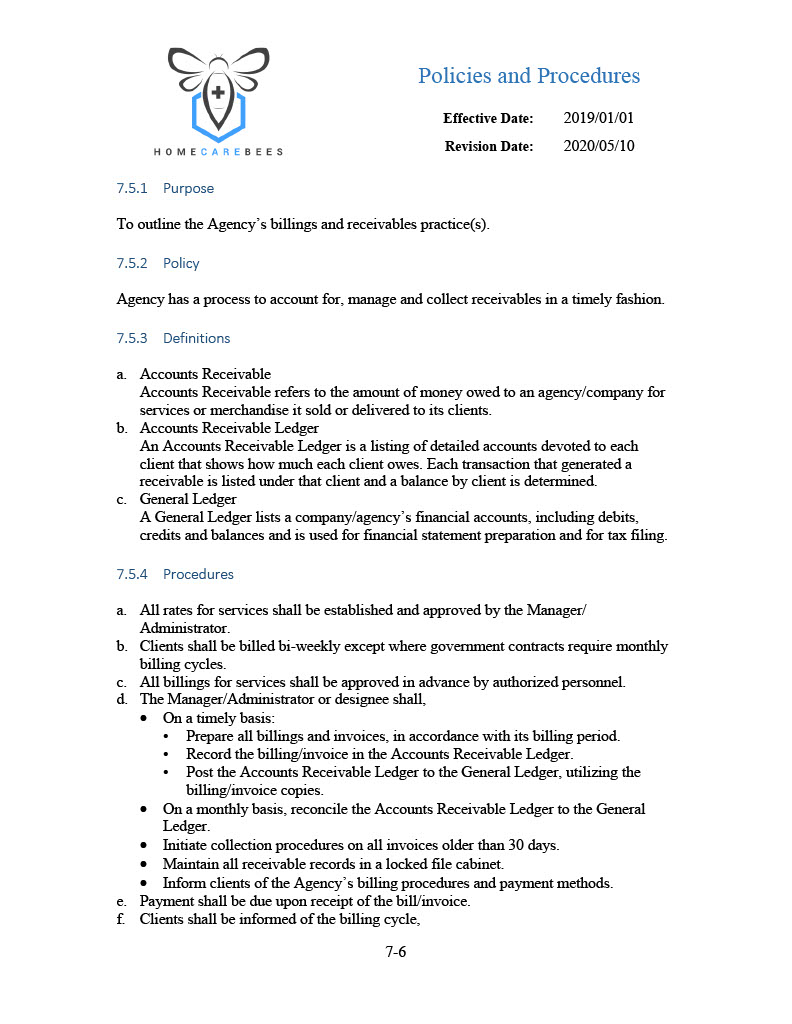 Policies and Procedures
Effective Date: 2019/01/01
Revision Date: 2020/05/10
HOMECAREBEES
7.5.1 Purpose
To outline the Agency’s billings and receivables practice(s).
7.5.2 Policy
Agency has a process to account for, manage and collect receivables in a timely fashion.
7.5.3 Definitions
a. Accounts Receivable
Accounts Receivable refers to the amount of money owed to an agency/company for
services or merchandise it sold or delivered to its clients.
b. Accounts Receivable Ledger
An Accounts Receivable Ledger is a listing of detailed accounts devoted to each
client that shows how much each client owes. Each transaction that generated a
receivable is listed under that client and a balance by client is determined.
c. General Ledger
A General Ledger lists a company/agency’s financial accounts, including debits,
credits and balances and is used for financial statement preparation and for tax filing.
7.5.4 Procedures
a. All rates for services shall be established and approved by the Manager/
Administrator.
b. Clients shall be billed bi-weekly except where government contracts require monthly
billing cycles.
c. All billings for services shall be approved in advance by authorized personnel.
d. The Manager/Administrator or designee shall,
• On a timely basis:
• Prepare all billings and invoices, in accordance with its billing period.
• Record the billing/invoice in the Accounts Receivable Ledger.
• Post the Accounts Receivable Ledger to the General Ledger, utilizing the
billing/invoice copies.
• On a monthly basis, reconcile the Accounts Receivable Ledger to the General
Ledger.
• Initiate collection procedures on all invoices older than 30 days.
• Maintain all receivable records in a locked file cabinet.
• Inform clients of the Agency’s billing procedures and payment methods.
e. Payment shall be due upon receipt of the bill/invoice.
f. Clients shall be informed of the billing cycle,
7-6